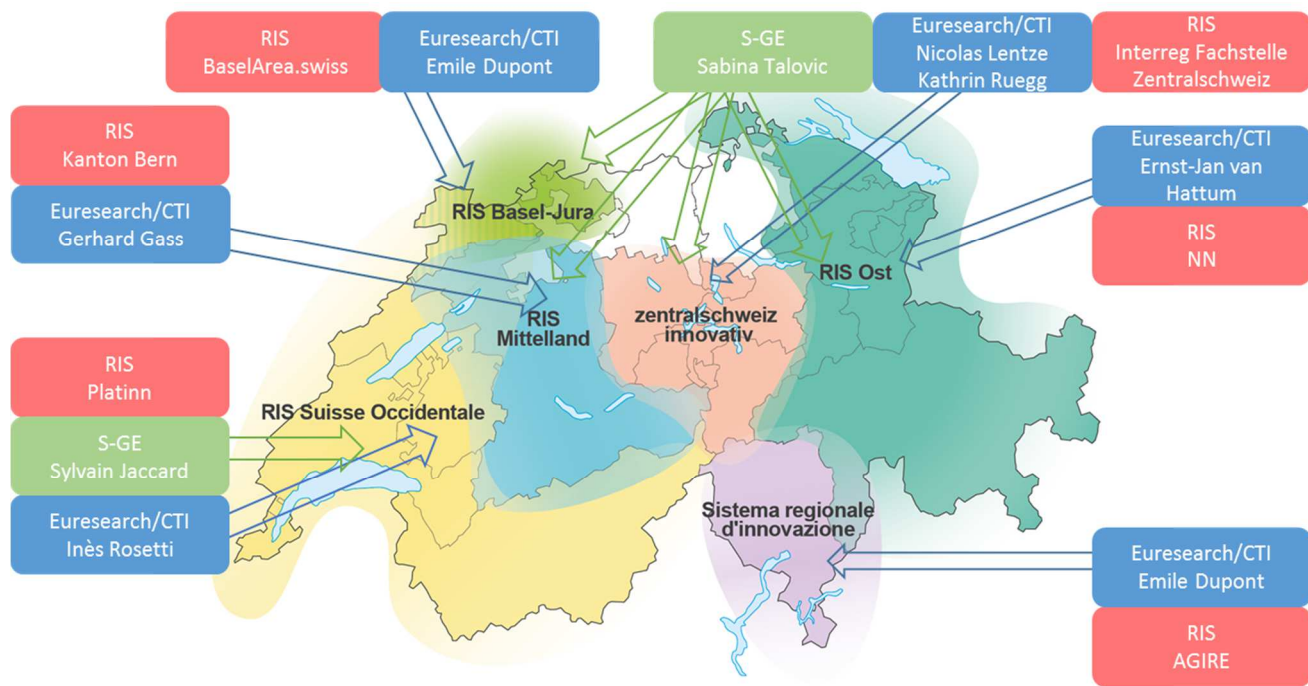 RIS
BaselArea.swiss
Euresearch/CTI
Emile Dupont
S-GE
Sabina Talovic
Euresearch/CTI
Nicolas Lentze
Kathrin Ruegg
RIS
Interreg Fachstelle
Zentralschweiz
RIS
Kanton Bern
Euresearch/CTI
Gerhard Gass
Euresearch/CTI
Ernst-Jan van
Hattum
RIS
NN
RIS Basel-Jura
RIS Ost
RIS
Mittelland
zentralschweiz
innovativ
RIS
Platinn
S-GE
Sylvain Jaccard
Euresearch/CTI
Inès Rosetti
RIS Suisse Occidentale
Sistema regionale
d'innovazione
Euresearch/CTI
Emile Dupont
RIS
AGIRE